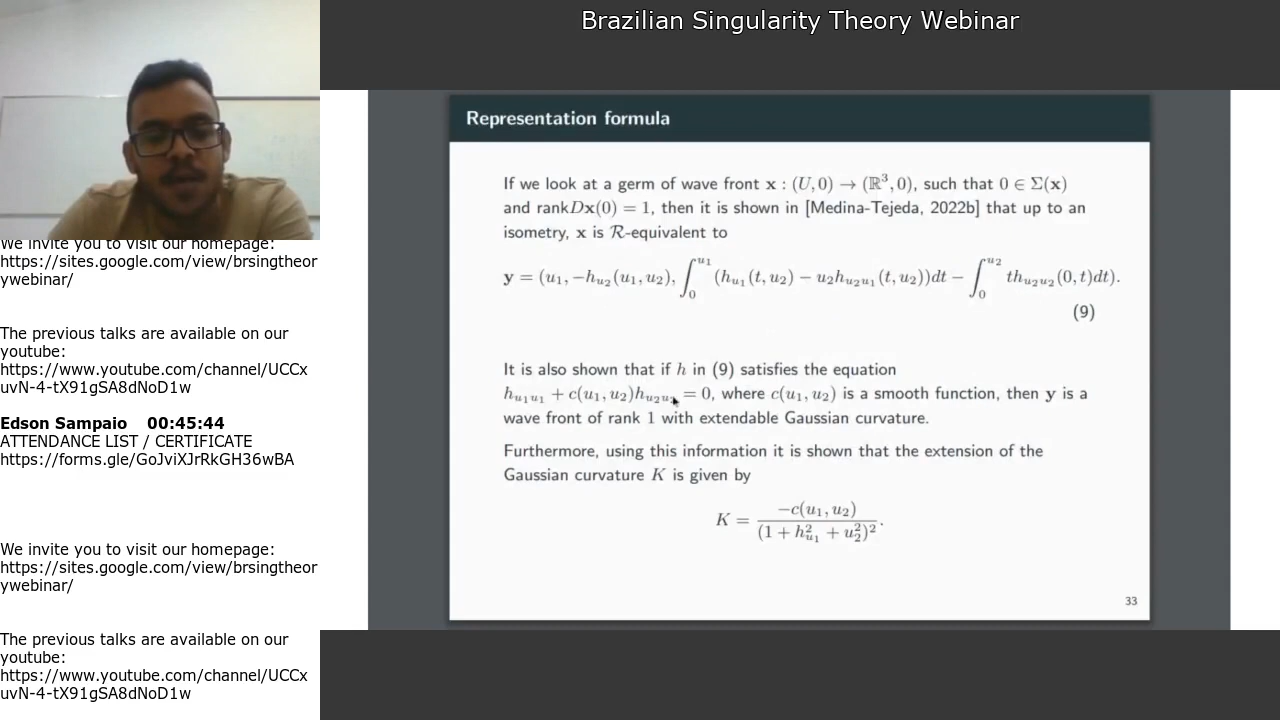 Brazilian Singularity Theory Webinar
We invite you to visit our homepage:
https://sites.google.com/view/brsingtheor
ywebinar/
The previous talks are available on our
youtube:
https://www.youtube.com/channel/UCCx
uvN-4-tX91gSA8dNoD1w
Edson Sampaio 00:45:44
ATTENDANCE LIST / CERTIFICATE
https://forms.gle/GoJviXJrRkGH36wBA
We invite you to visit our homepage:
https://sites.google.com/view/brsingtheor
ywebinar/
The previous talks are available on our
youtube:
https://www.youtube.com/channel/UCCx
uvN-4-tX91gSA8dNoD1w
Representation formula
If we look at a germ of wave front x : (U, 0) → (ℝ³, 0), such that 0 ∈ Σ(x)
and rankDx(0) = 1, then it is shown in [Medina-Tejeda, 2022b] that up to an
isometry, x is R-equivalent to
y = (u₁, −h_{u₂}(u₁, u₂), ∫₀^{u₁} (h_{u₁}(t, u₂) − u₂h_{u₂u₁}(t, u₂))dt − ∫₀^{u₂} th_{u₂u₂}(0, t)dt).
(9)
It is also shown that if h in (9) satisfies the equation
h_{u₁u₁} + c(u₁, u₂)h_{u₂u₂} = 0, where c(u₁, u₂) is a smooth function, then y is a
wave front of rank 1 with extendable Gaussian curvature.
Furthermore, using this information it is shown that the extension of the
Gaussian curvature K is given by
K = −c(u₁, u₂) / (1 + h²_{u₁} + u₂²)².
33